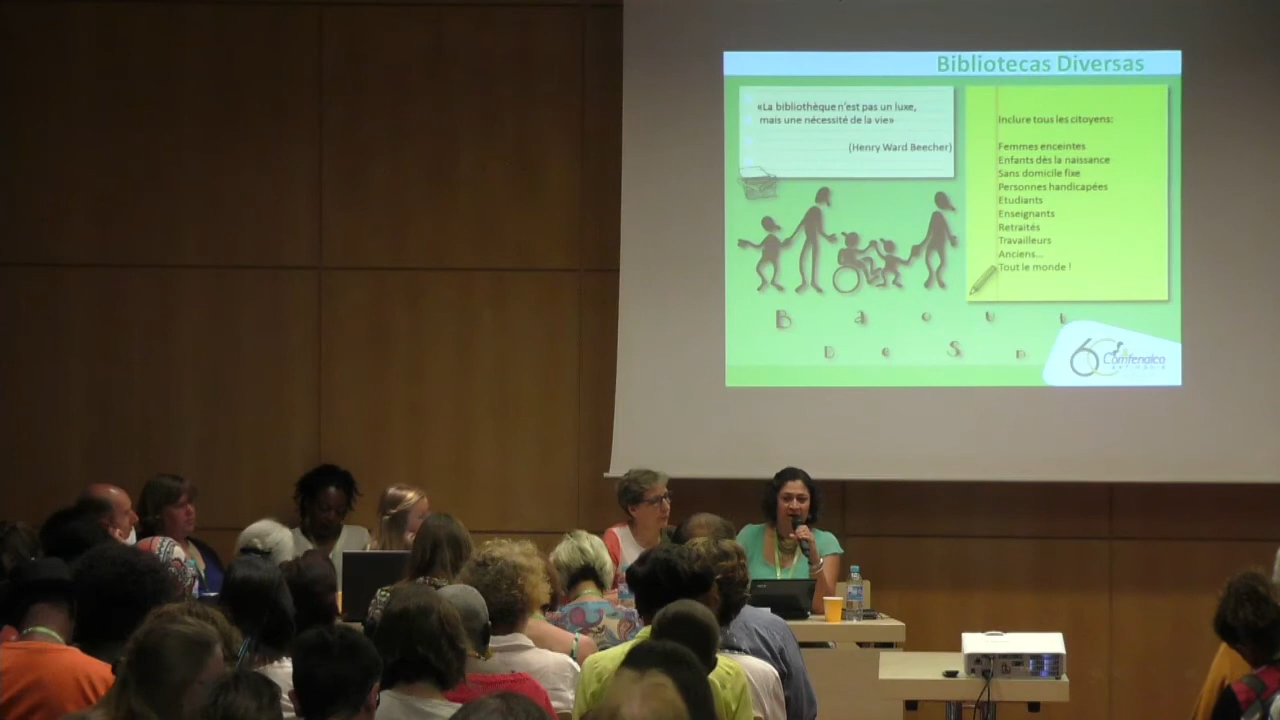 Bibliotecas Diversas
«La bibliothèque n'est pas un luxe,
mais une nécessité de la vie»
(Henry Ward Beecher)
Inclure tous les citoyens:
Femmes enceintes
Enfants dès la naissance
Sans domicile fixe
Personnes handicapées
Etudiants
Enseignants
Retraités
Travailleurs
Anciens...
Tout le monde !
B a o u
D e S n
60 Comfenalco